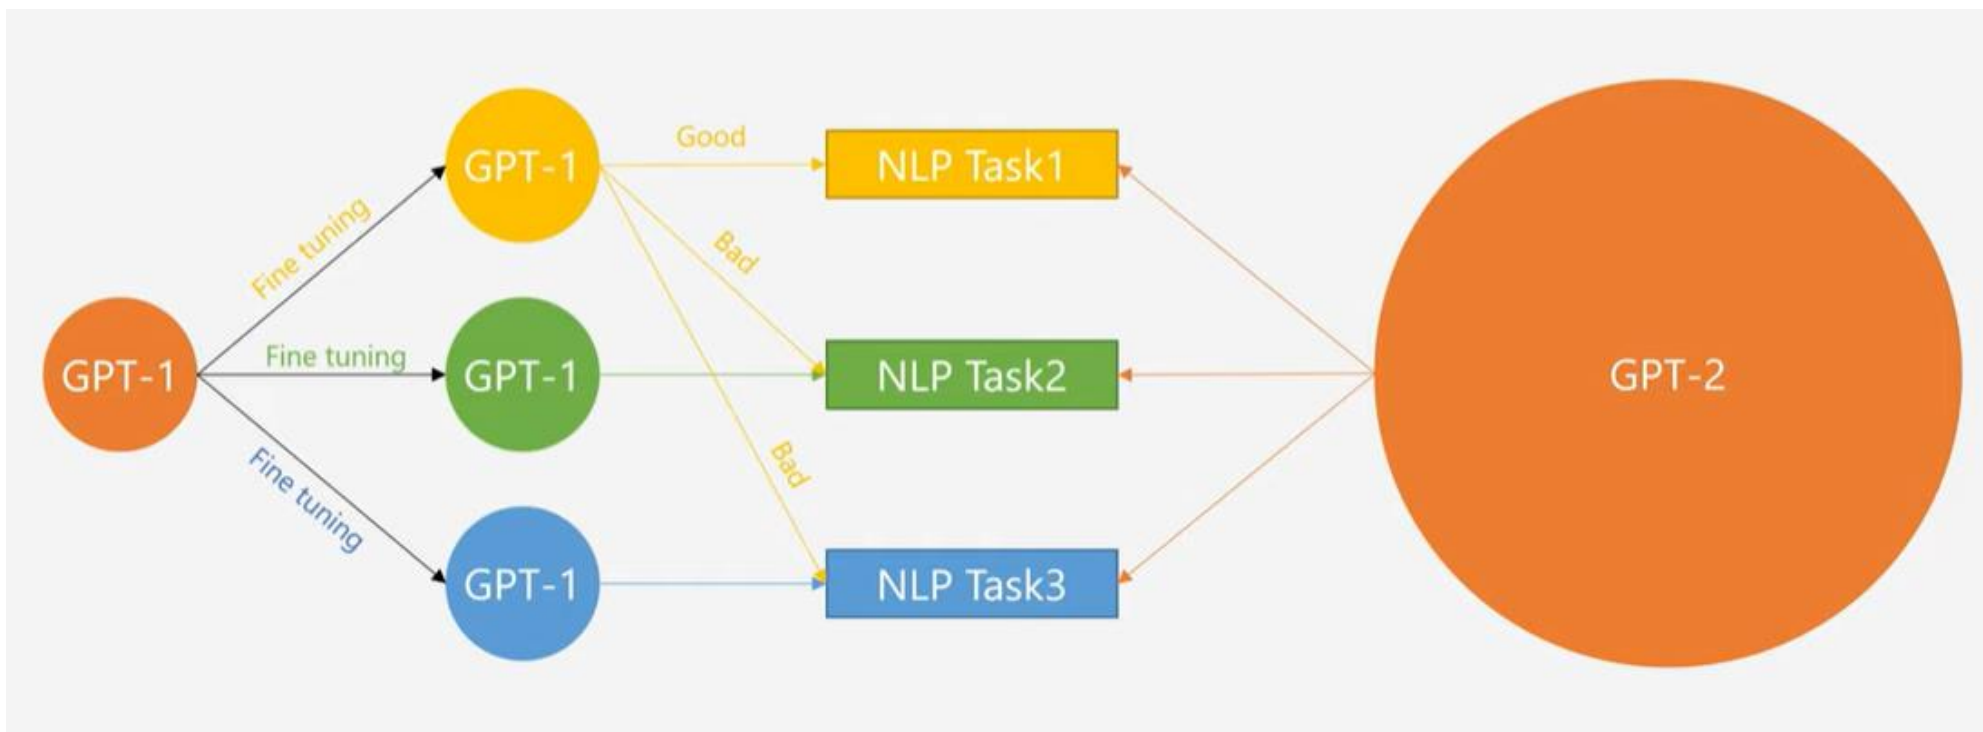 GPT-1
Fine tuning
Fine tuning
Fine tuning
GPT-1
GPT-1
GPT-1
Good
Bad
Bad
NLP Task1
NLP Task2
NLP Task3
GPT-2